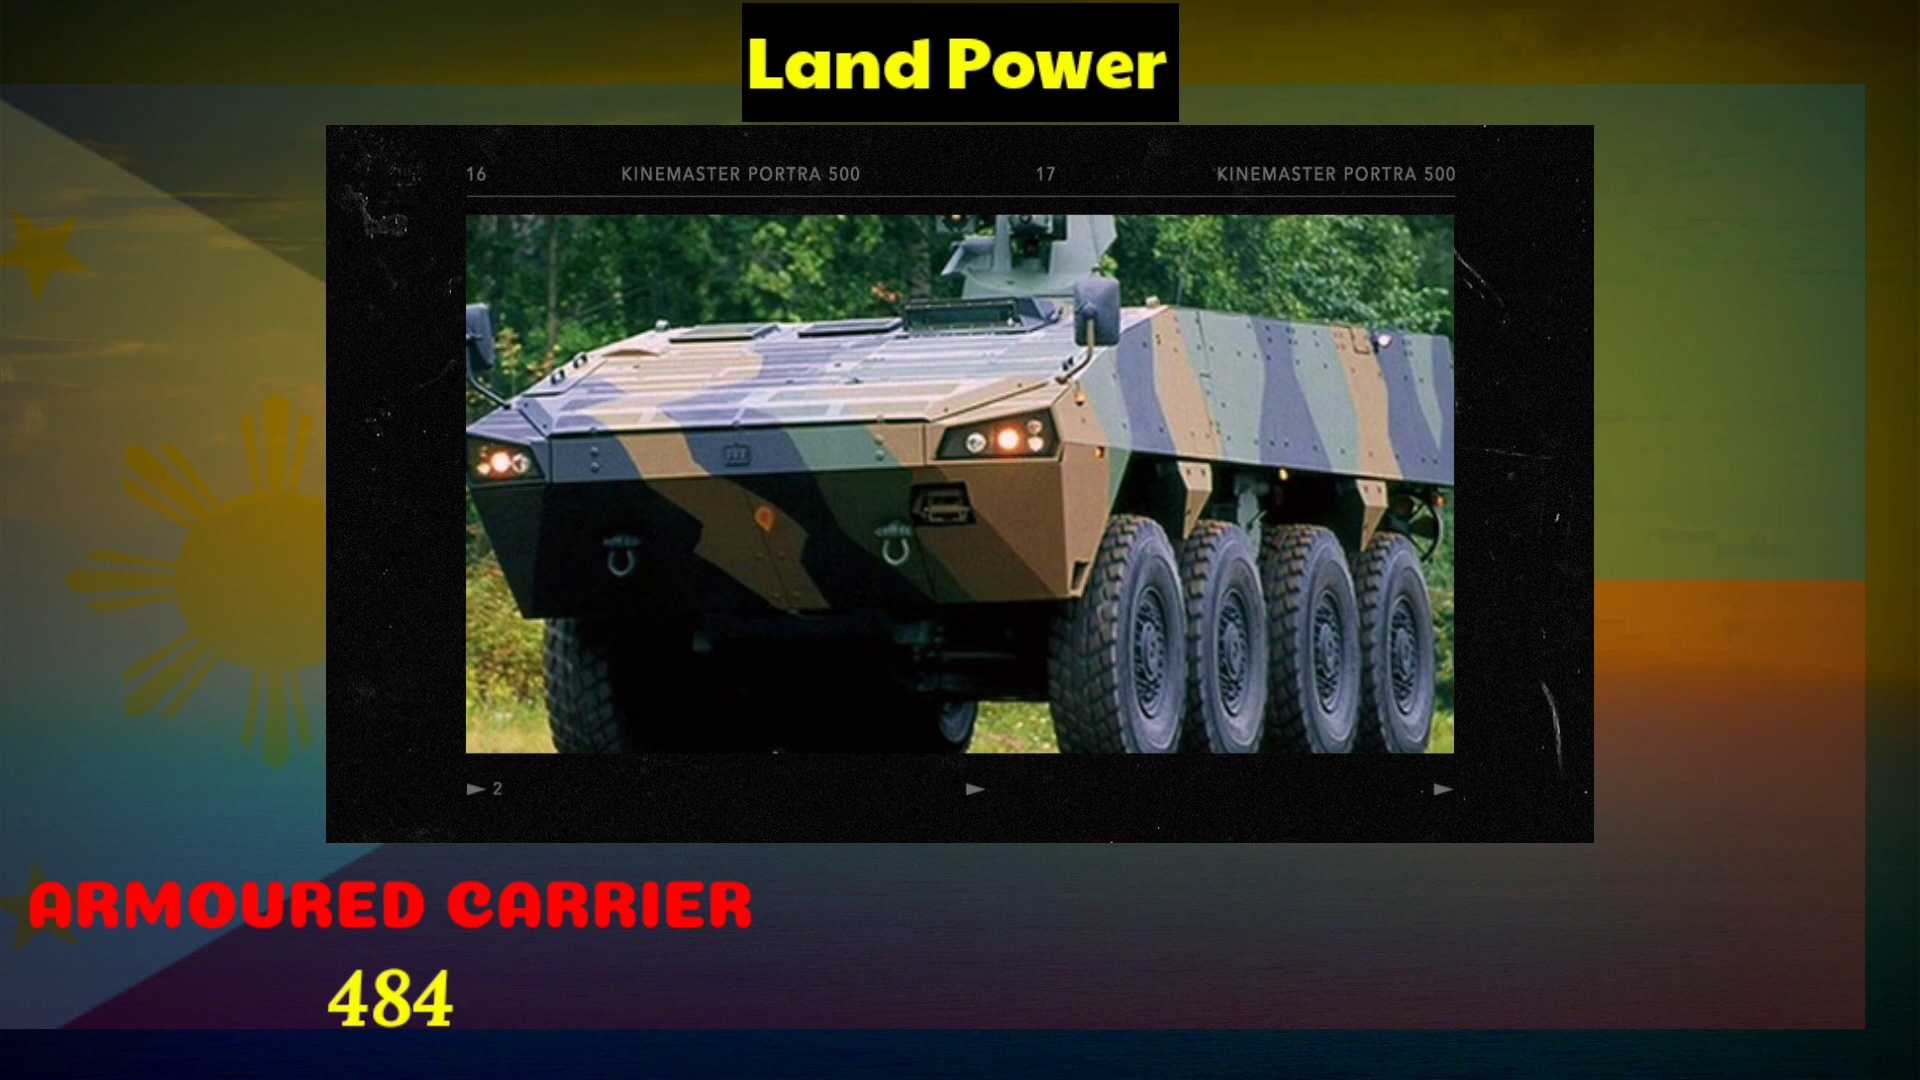 Land Power
16 KINEMASTER PORTRA 500 17 KINEMASTER PORTRA 500
2
ARMOURED CARRIER
484